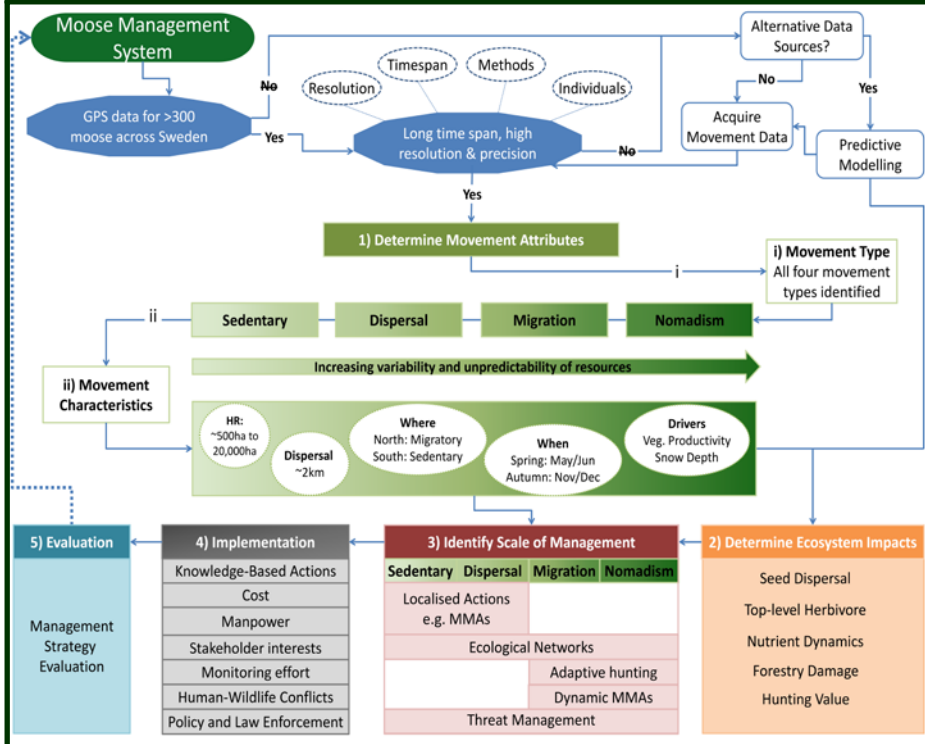 Moose Management
System
Alternative Data
Sources?
No
Timespan
Methods
Resolution
Individuals
No
Yes
GPS data for >300
moose across Sweden
Yes
Long time span, high
resolution & precision
No
Acquire
Movement Data
Predictive
Modelling
Yes
1) Determine Movement Attributes
i
i) Movement Type
All four movement
types identified
ii
Sedentary
Dispersal
Migration
Nomadism
Increasing variability and unpredictability of resources
ii) Movement
Characteristics
HR:
~500ha to
20,000ha
Dispersal
~2km
Where
North: Migratory
South: Sedentary
When
Spring: May/Jun
Autumn: Nov/Dec
Drivers
Veg. Productivity
Snow Depth
5) Evaluation
Management
Strategy
Evaluation
4) Implementation
Knowledge-Based Actions
Cost
Manpower
Stakeholder interests
Monitoring effort
Human-Wildlife Conflicts
Policy and Law Enforcement
3) Identify Scale of Management
Sedentary Dispersal Migration Nomadism
Localised Actions
e.g. MMAs
Ecological Networks
Adaptive hunting
Dynamic MMAs
Threat Management
2) Determine Ecosystem Impacts
Seed Dispersal
Top-level Herbivore
Nutrient Dynamics
Forestry Damage
Hunting Value